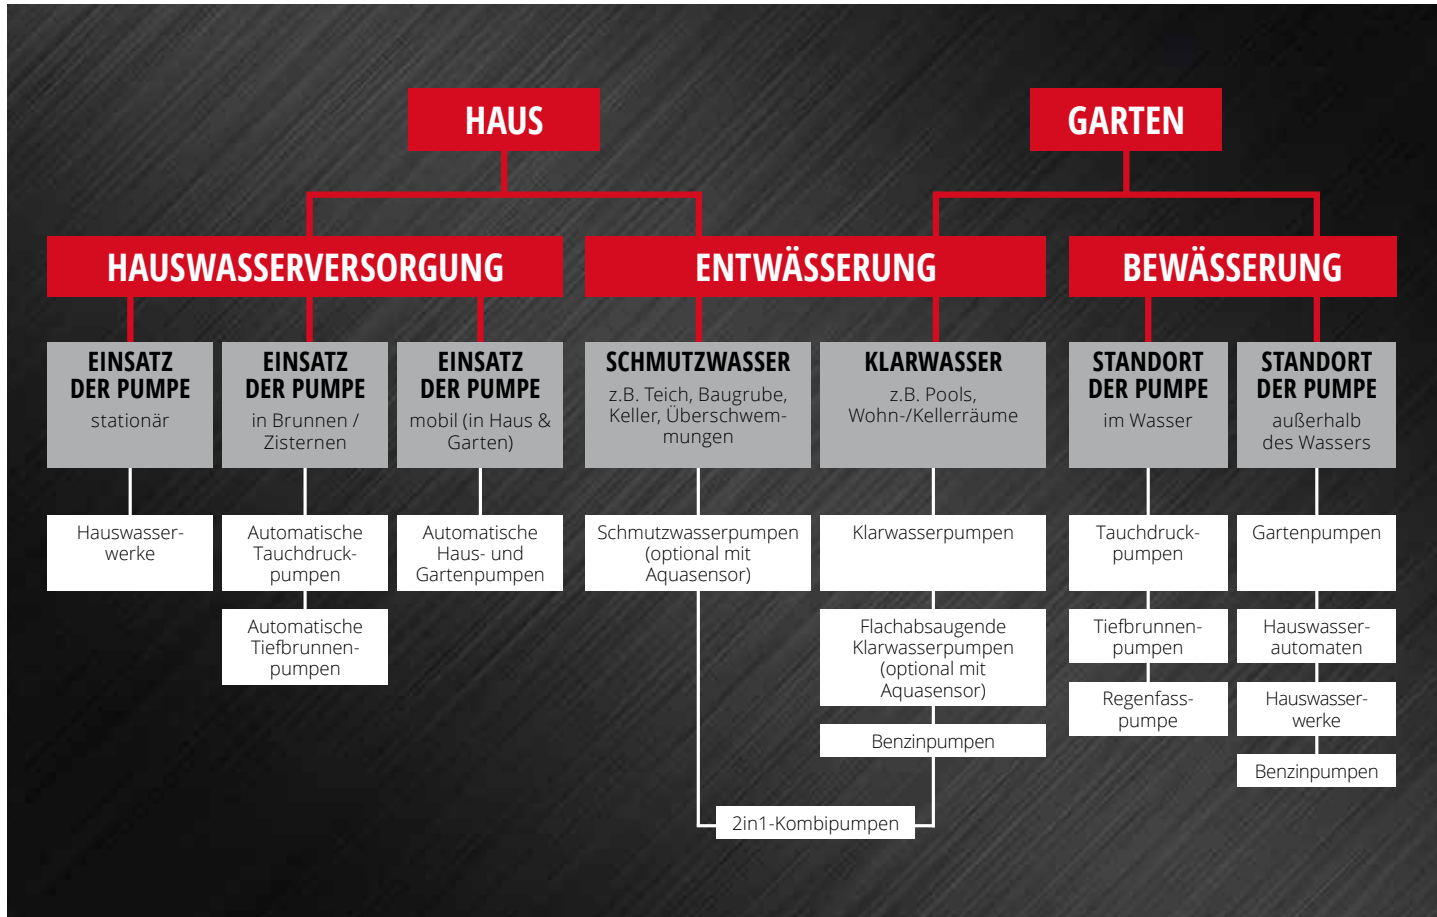 HAUS
GARTEN
HAUSWASSERVERSORGUNG
ENTWÄSSERUNG
BEWÄSSERUNG
EINSATZ
DER PUMPE
stationär
EINSATZ
DER PUMPE
in Brunnen /
Zisternen
EINSATZ
DER PUMPE
mobil (in Haus &
Garten)
SCHMUTZWASSER
z.B. Teich, Baugrube,
Keller, Überschwem-
mungen
KLARWASSER
z.B. Pools,
Wohn-/Kellerräume
STANDORT
DER PUMPE
im Wasser
STANDORT
DER PUMPE
außerhalb
des Wassers
Hauswasser-
werke
Automatische
Tauchdruck-
pumpen
Automatische
Tiefbrunnen-
pumpen
Automatische
Haus- und
Gartenpumpen
Schmutzwasserpumpen
(optional mit
Aquasensor)
Klarwasserpumpen
Flachabsaugende
Klarwasserpumpen
(optional mit
Aquasensor)
Benzinpumpen
2in1-Kombipumpen
Tauchdruck-
pumpen
Tiefbrunnen-
pumpen
Regenfass-
pumpe
Gartenpumpen
Hauswasser-
automaten
Hauswasser-
werke
Benzinpumpen